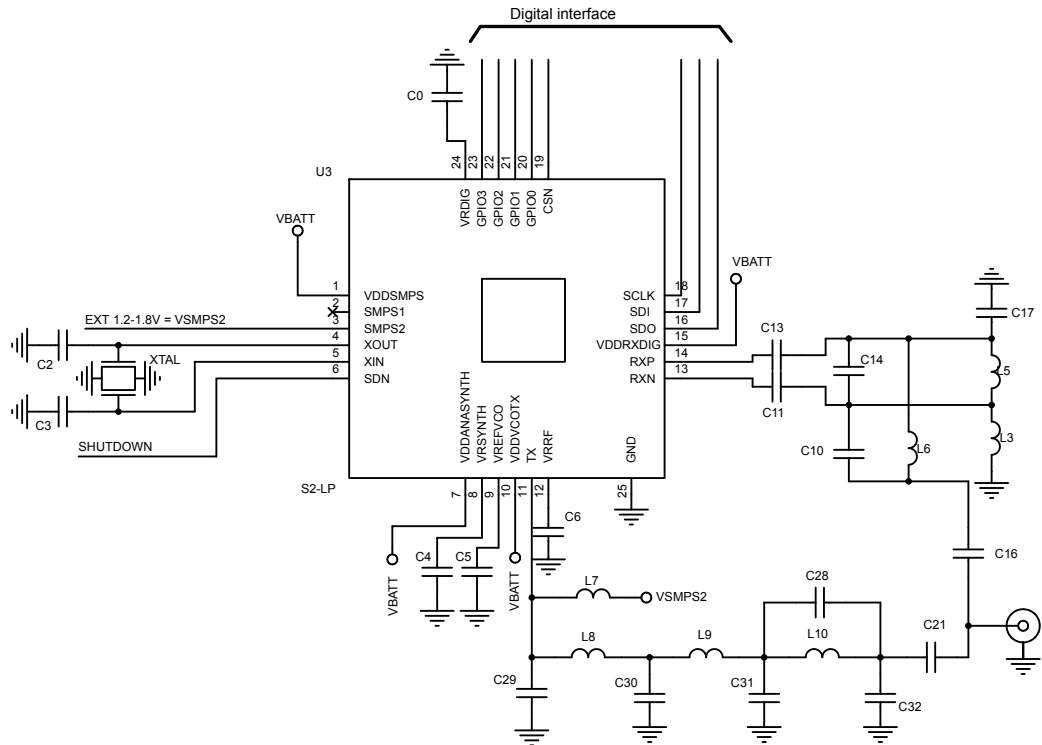 Digital interface
C0
24
23
22
21
20
19
U3
VRDIG
GPIO3
GPIO2
GPIO1
GPIO0
CSN
VBATT
VBATT
1
VDDSMPS
SCLK
18
2
SMPS1
SDI
17
C17
EXT 1.2-1.8V = VSMPS2
3
SMPS2
SDO
16
C13
4
XOUT
VDDRXDIG
15
C2
XTAL
5
XIN
RXP
14
C14
6
SDN
RXN
13
L5
C3
C11
SHUTDOWN
VDDANASYNTH
VRSYNTH
VREFVCO
VDDVCOTX
TX
VRRF
GND
C10
L6
L3
S2-LP
7
8
9
10
11
12
25
C6
C4
C5
C16
VBATT
VBATT
L7
VSMPS2
C28
C21
L8
L9
L10
C29
C30
C31
C32